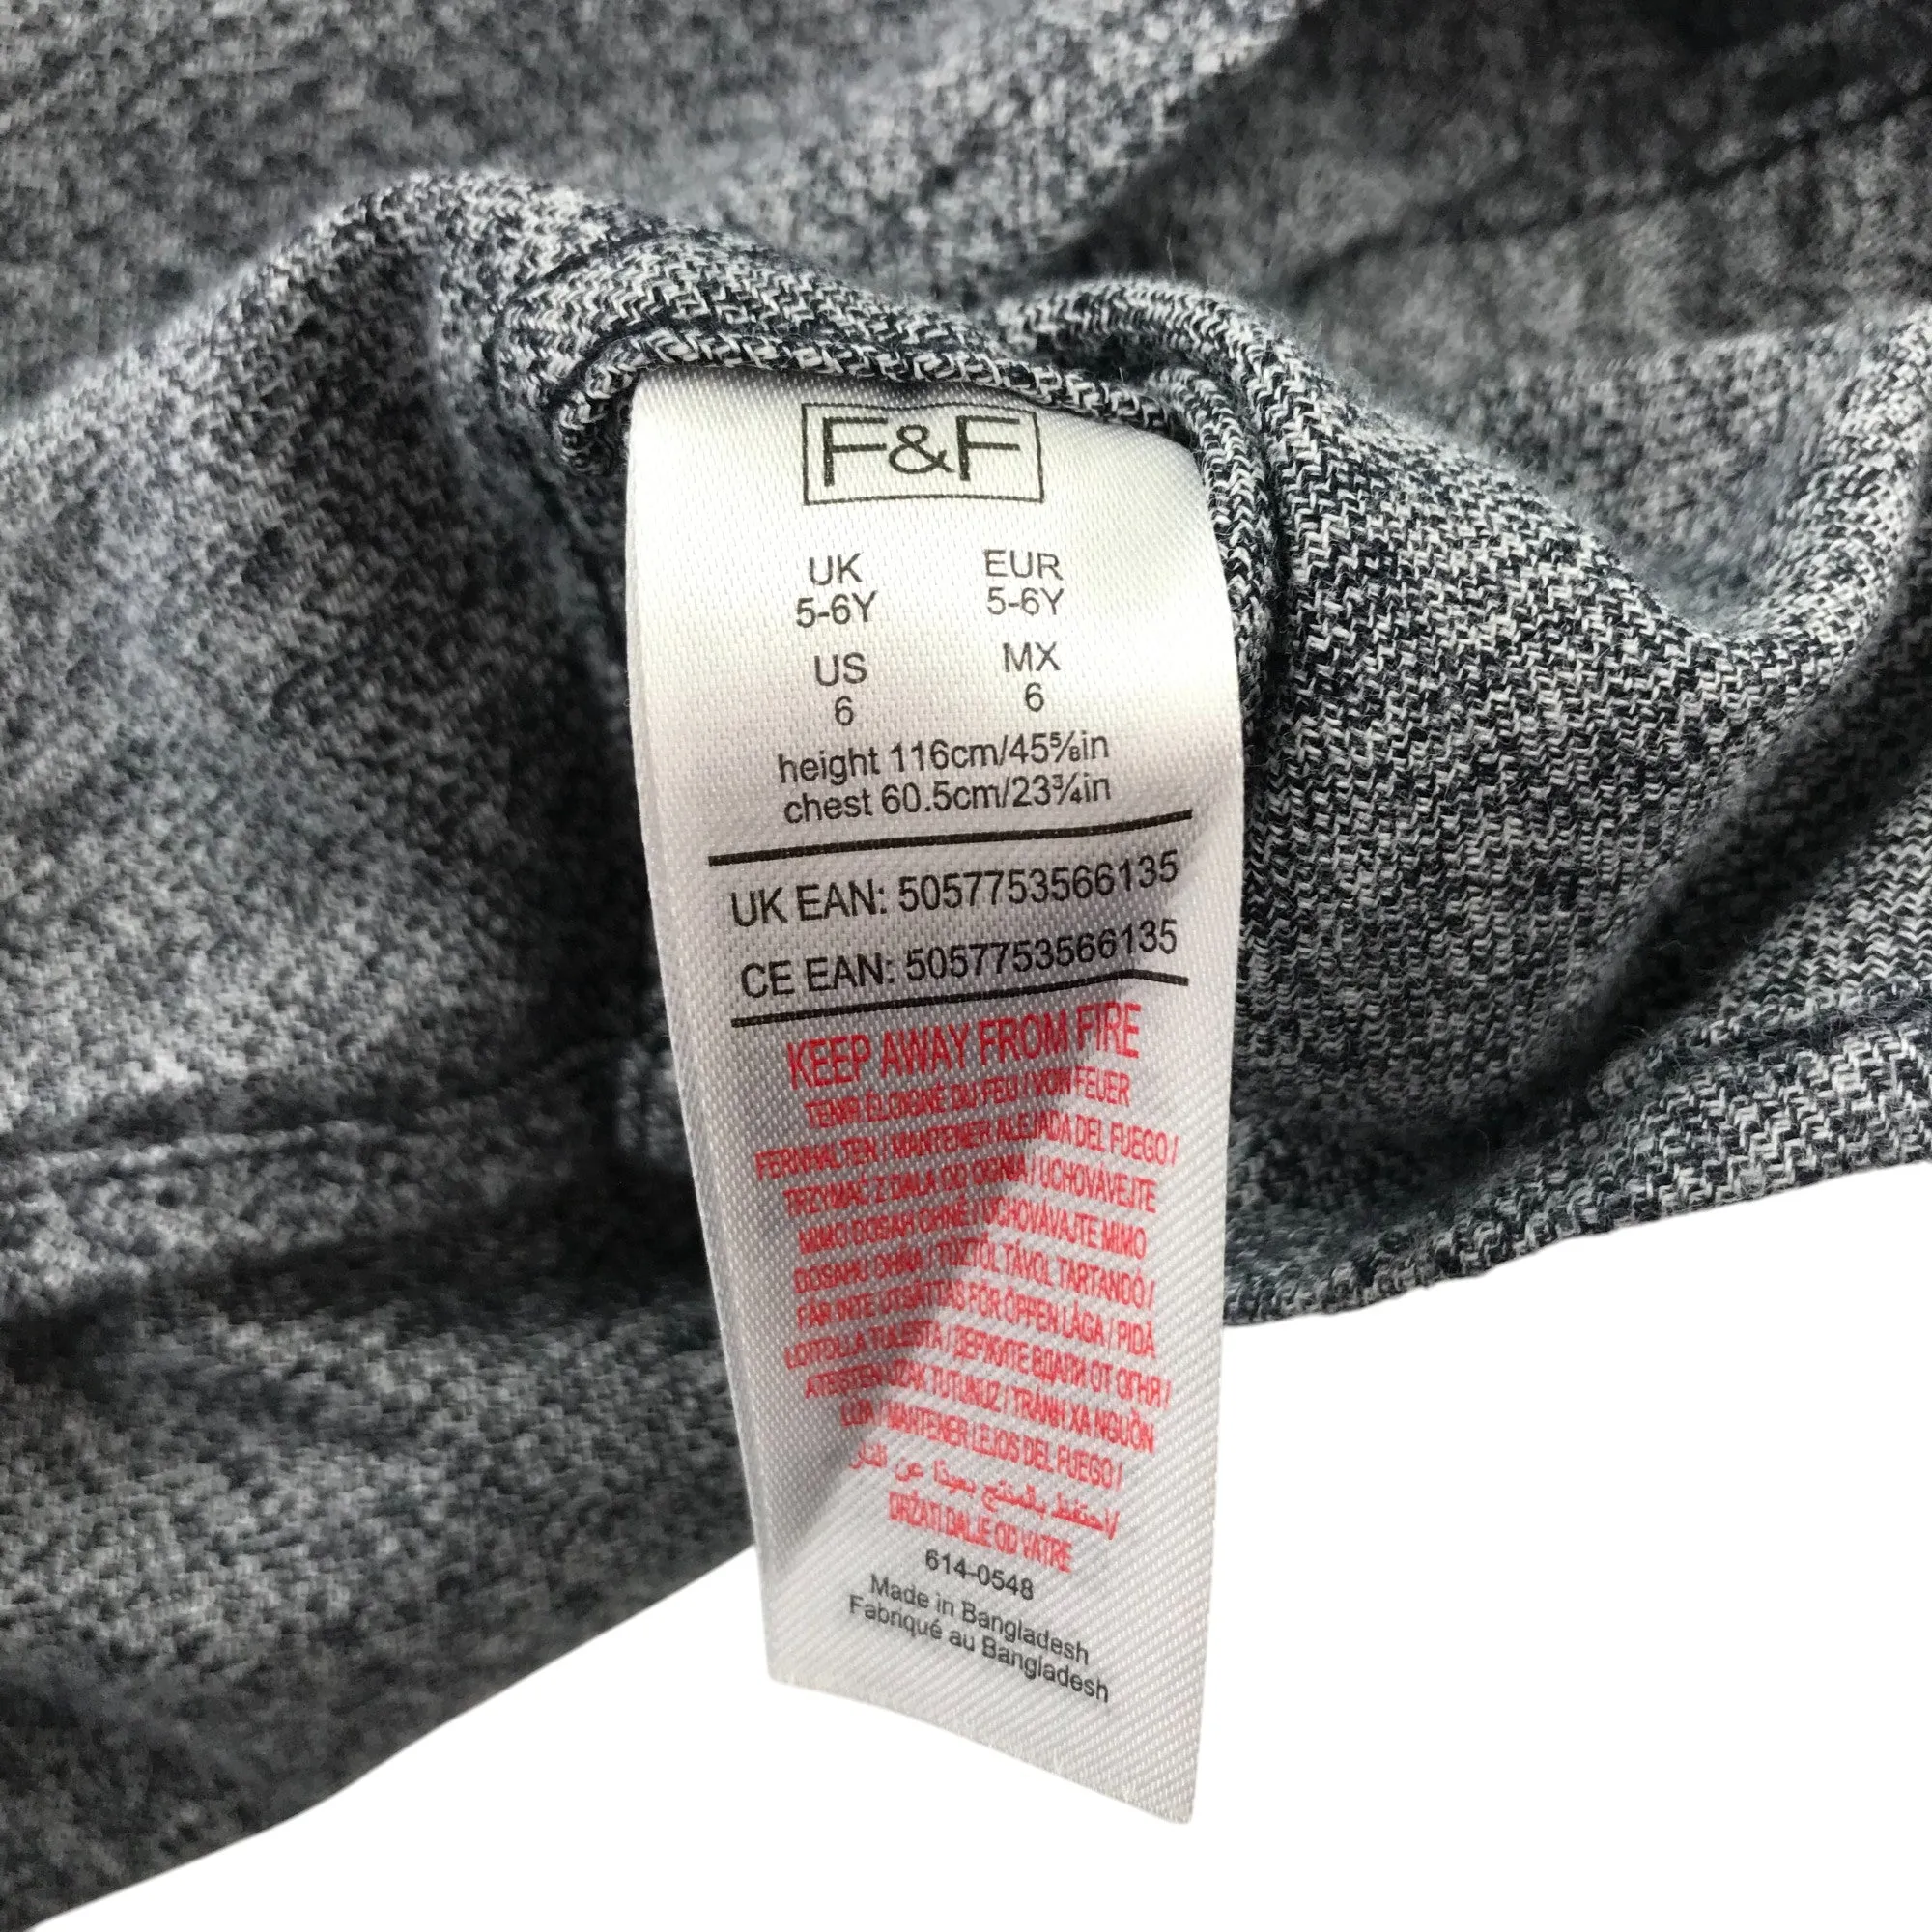 F&F
UK EUR
5-6Y 5-6Y
US MX
6 6
height 116cm/45⅝in
chest 60.5cm/23¾in
UK EAN: 5057753566135
CE EAN: 5057753566135
KEEP AWAY FROM FIRE
TENIR ÉLOIGNÉ DU FEU / VON FEUER
FERNHALTEN / MANTENER ALEJADA DEL FUEGO /
TRZYMAĆ Z DALA OD OGNIA / UCHOVÁVEJTE
MIMO DOSAH OHNĚ / UCHOVÁVAJTE MIMO
DOSAHU OHŇA / TŰZTŐL TÁVOL TARTANDÓ /
FÅR INTE UTSÄTTAS FÖR ÖPPEN LÅGA / PIDÄ
LOITOLLA TULESTA / ДЕРЖИТЕ ВДАЛИ ОТ ОГНЯ /
ATEŞTEN UZAK TUTUNUZ / TRÁNH XA NGUỒN
LỬA / MANTENER LEJOS DEL FUEGO /
احتفظ بالمنتج بعيدًا عن النار/
DRŽATI DALJE OD VATRE
614-0548
Made in Bangladesh
Fabriqué au Bangladesh